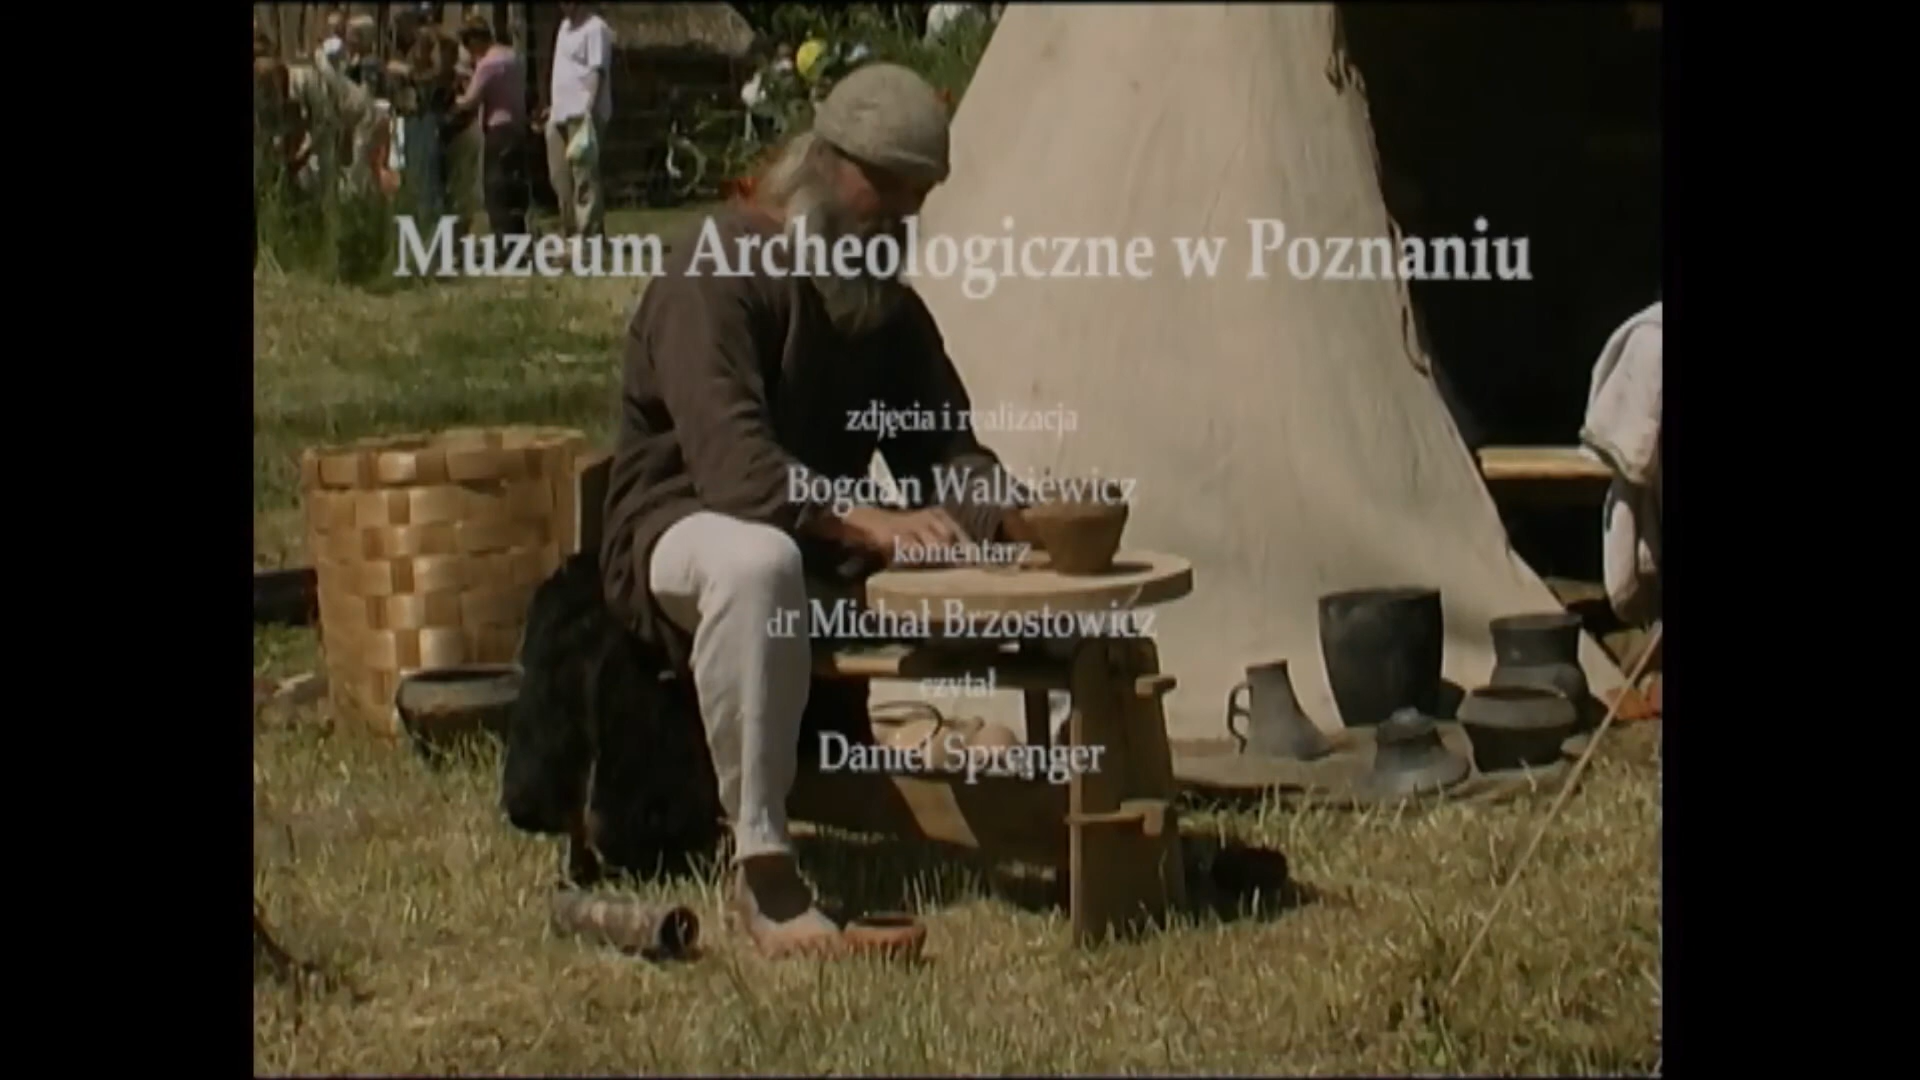 Muzeum Archeologiczne w Poznaniu
zdjęcia i realizacja
Bogdan Walkiewicz
komentarz
dr Michał Brzostowicz
czytał
Daniel Sprenger